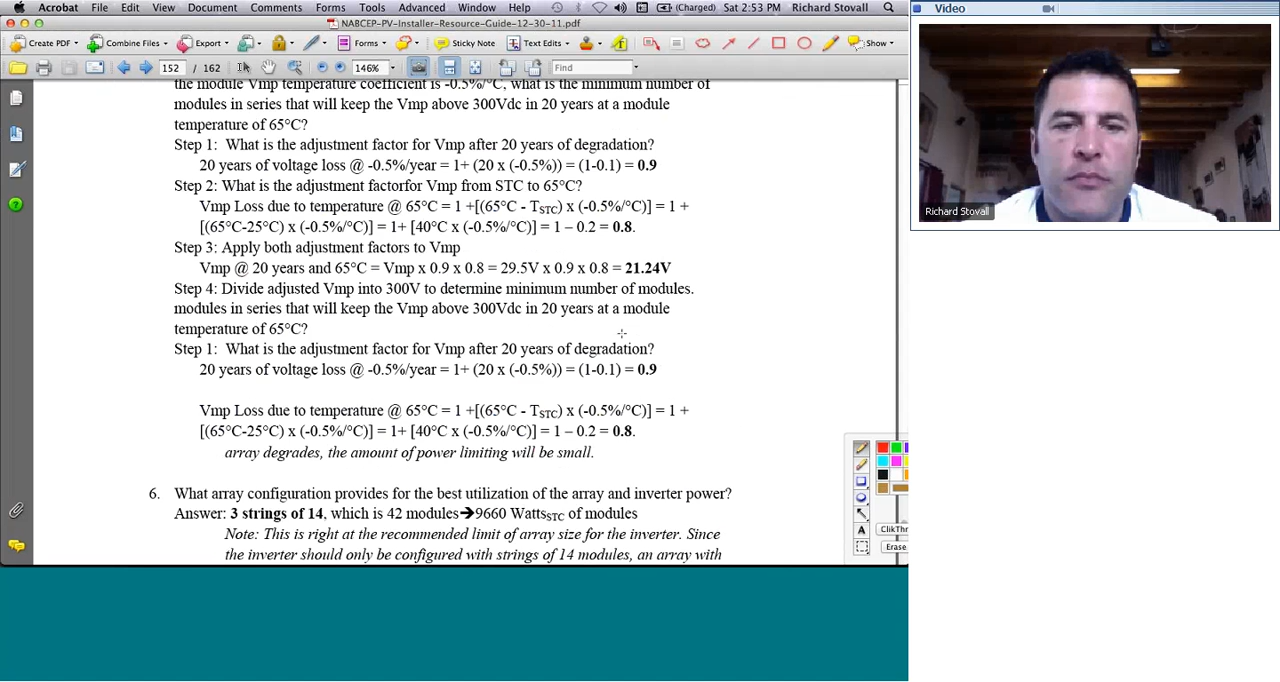 Acrobat File Edit View Document Comments Forms Tools Advanced Window Help (Charged) Sat 2:53 PM Richard Stovall
NABCEP-PV-Installer-Resource-Guide-12-30-11.pdf
Create PDF Combine Files Export Forms Sticky Note Text Edits Show
152 / 162 146% Find
the module Vmp temperature coefficient is -0.5%/°C, what is the minimum number of
modules in series that will keep the Vmp above 300Vdc in 20 years at a module
temperature of 65°C?
Step 1: What is the adjustment factor for Vmp after 20 years of degradation?
20 years of voltage loss @ -0.5%/year = 1+ (20 x (-0.5%)) = (1-0.1) = 0.9
Step 2: What is the adjustment factorfor Vmp from STC to 65°C?
Vmp Loss due to temperature @ 65°C = 1 +[(65°C - TSTC) x (-0.5%/°C)] = 1 +
[(65°C-25°C) x (-0.5%/°C)] = 1+ [40°C x (-0.5%/°C)] = 1 – 0.2 = 0.8.
Step 3: Apply both adjustment factors to Vmp
Vmp @ 20 years and 65°C = Vmp x 0.9 x 0.8 = 29.5V x 0.9 x 0.8 = 21.24V
Step 4: Divide adjusted Vmp into 300V to determine minimum number of modules.
modules in series that will keep the Vmp above 300Vdc in 20 years at a module
temperature of 65°C?
Step 1: What is the adjustment factor for Vmp after 20 years of degradation?
20 years of voltage loss @ -0.5%/year = 1+ (20 x (-0.5%)) = (1-0.1) = 0.9
Vmp Loss due to temperature @ 65°C = 1 +[(65°C - TSTC) x (-0.5%/°C)] = 1 +
[(65°C-25°C) x (-0.5%/°C)] = 1+ [40°C x (-0.5%/°C)] = 1 – 0.2 = 0.8.
array degrades, the amount of power limiting will be small.
6. What array configuration provides for the best utilization of the array and inverter power?
Answer: 3 strings of 14, which is 42 modules➔9660 WattsSTC of modules
Note: This is right at the recommended limit of array size for the inverter. Since
the inverter should only be configured with strings of 14 modules, an array with
A
ClikThr
Erase
Video
Richard Stovall